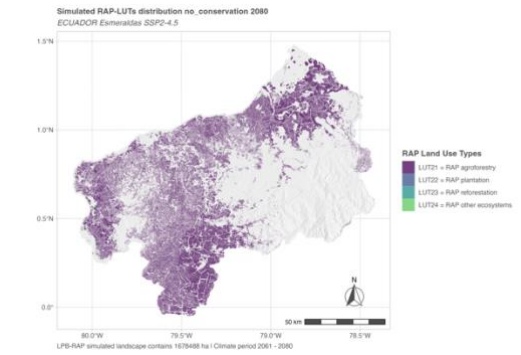 Simulated RAP-LUTs distribution no_conservation 2080
ECUADOR Esmeraldas SSP2-4.5
1.5°N
1.0°N
0.5°N
0.0°
80.0°W
79.5°W
79.0°W
78.5°W
RAP Land Use Types
LUT21 = RAP agroforestry
LUT22 = RAP plantation
LUT23 = RAP reforestation
LUT24 = RAP other ecosystems
N
50 km
LPB-RAP simulated landscape contains 1678488 ha | Climate period 2061 - 2080